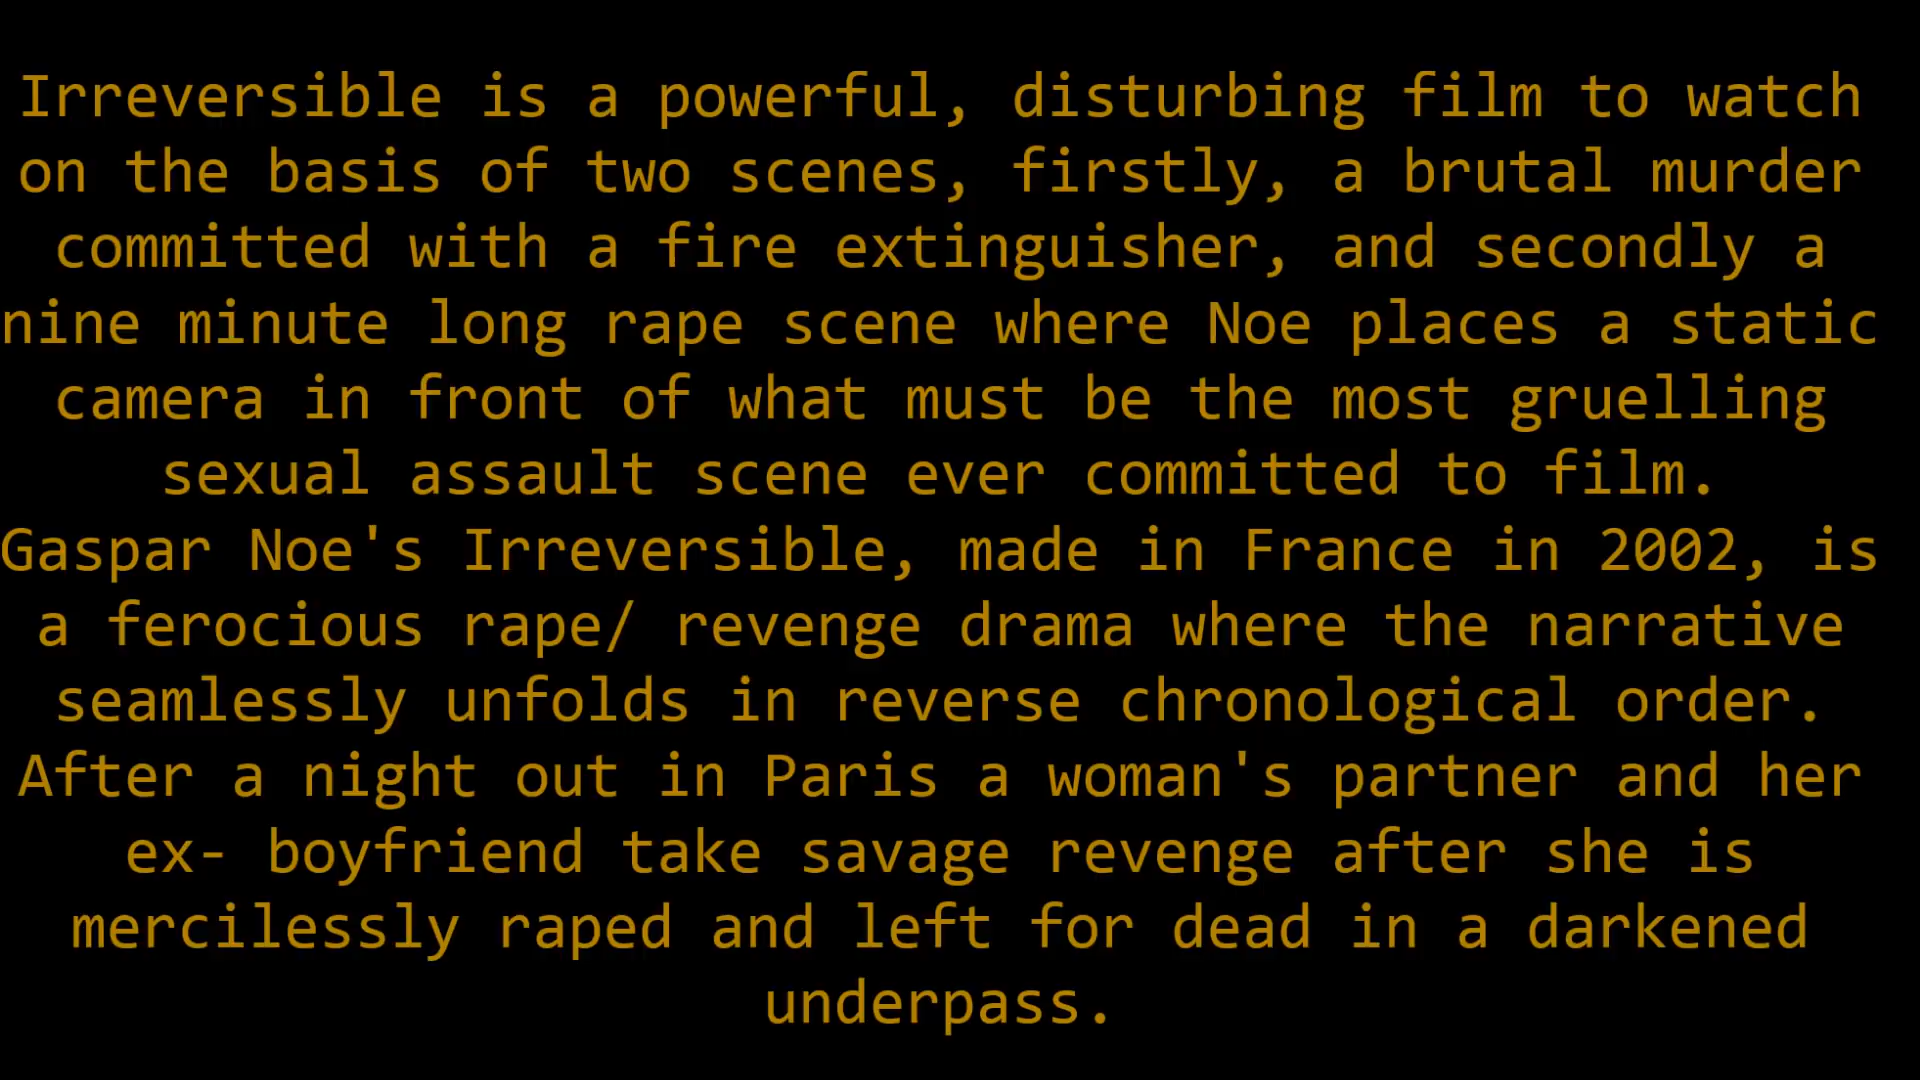 Irreversible is a powerful, disturbing film to watch
on the basis of two scenes, firstly, a brutal murder
committed with a fire extinguisher, and secondly a
nine minute long rape scene where Noe places a static
camera in front of what must be the most gruelling
sexual assault scene ever committed to film.
Gaspar Noe's Irreversible, made in France in 2002, is
a ferocious rape/ revenge drama where the narrative
seamlessly unfolds in reverse chronological order.
After a night out in Paris a woman's partner and her
ex- boyfriend take savage revenge after she is
mercilessly raped and left for dead in a darkened
underpass.